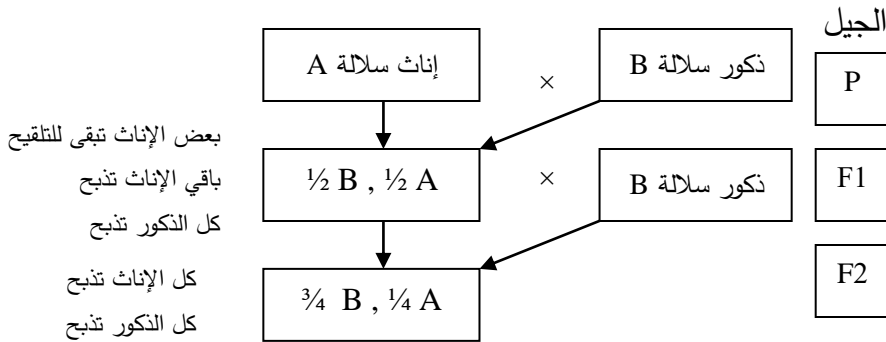 الجيل
P
ذكور سلالة B
×
إناث سلالة A
F1
ذكور سلالة B
×
½ B , ½ A
بعض الإناث تبقى للتلقيح
باقي الإناث تذبح
كل الذكور تذبح
F2
¾ B , ¼ A
كل الإناث تذبح
كل الذكور تذبح